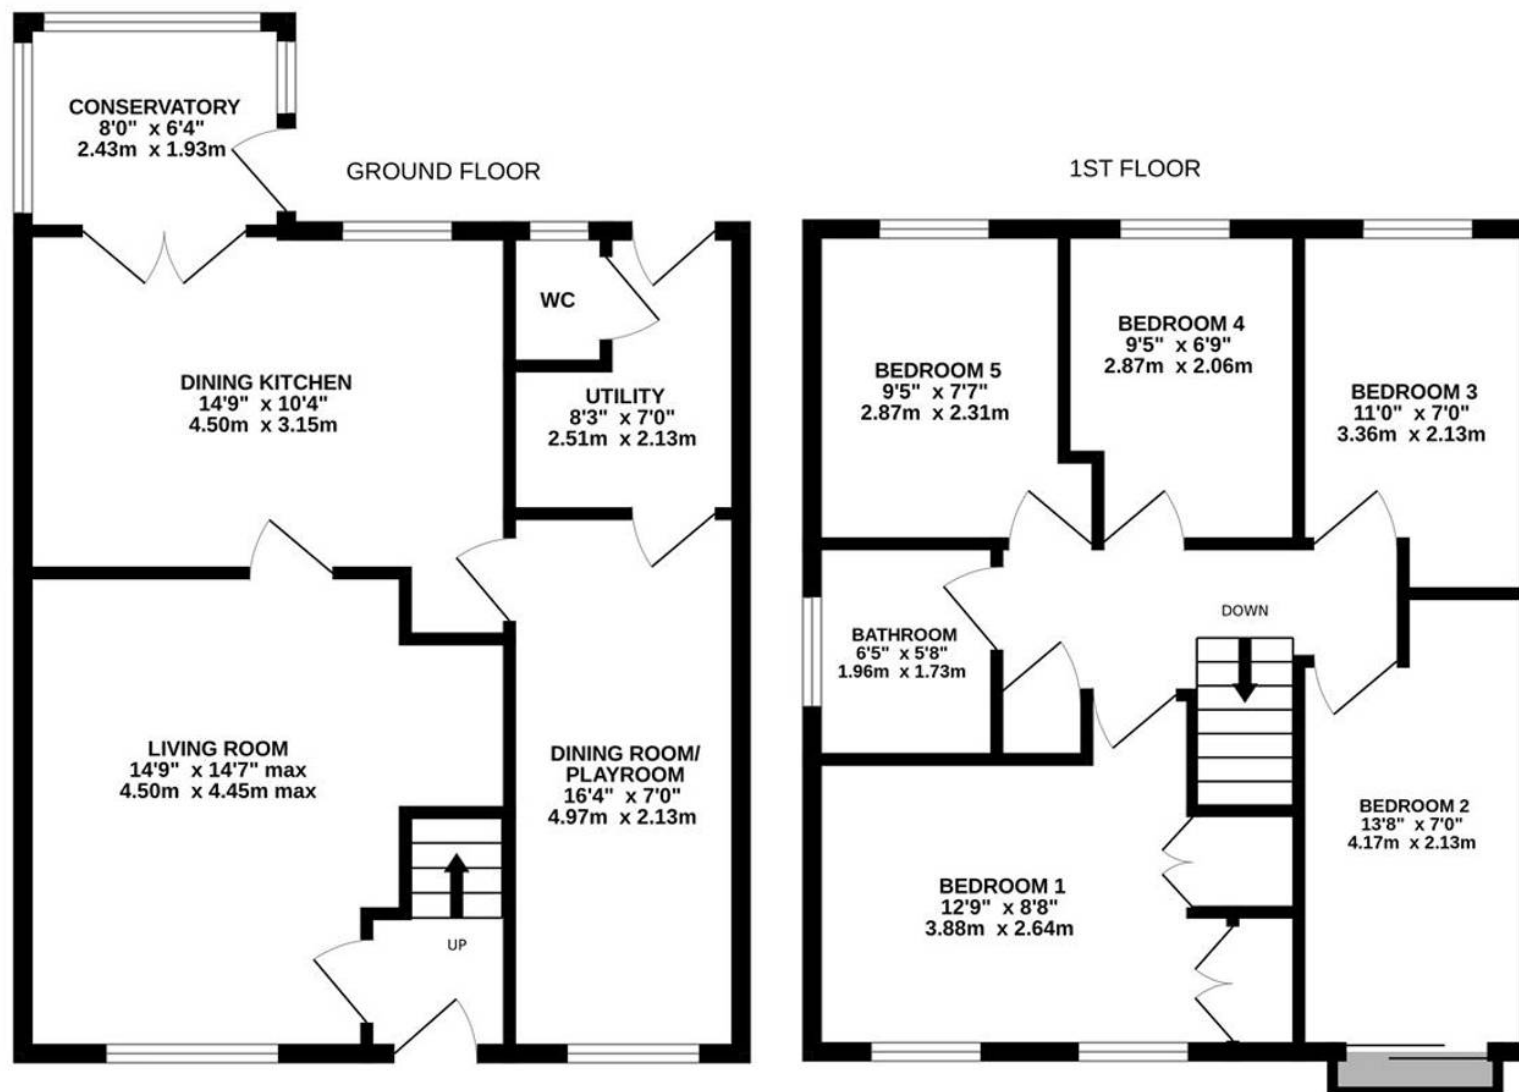 CONSERVATORY
8'0" x 6'4"
2.43m x 1.93m
GROUND FLOOR
WC
DINING KITCHEN
14'9" x 10'4"
4.50m x 3.15m
UTILITY
8'3" x 7'0"
2.51m x 2.13m
LIVING ROOM
14'9" x 14'7" max
4.50m x 4.45m max
DINING ROOM/
PLAYROOM
16'4" x 7'0"
4.97m x 2.13m
UP
1ST FLOOR
BEDROOM 5
9'5" x 7'7"
2.87m x 2.31m
BEDROOM 4
9'5" x 6'9"
2.87m x 2.06m
BEDROOM 3
11'0" x 7'0"
3.36m x 2.13m
BATHROOM
6'5" x 5'8"
1.96m x 1.73m
DOWN
BEDROOM 1
12'9" x 8'8"
3.88m x 2.64m
BEDROOM 2
13'8" x 7'0"
4.17m x 2.13m